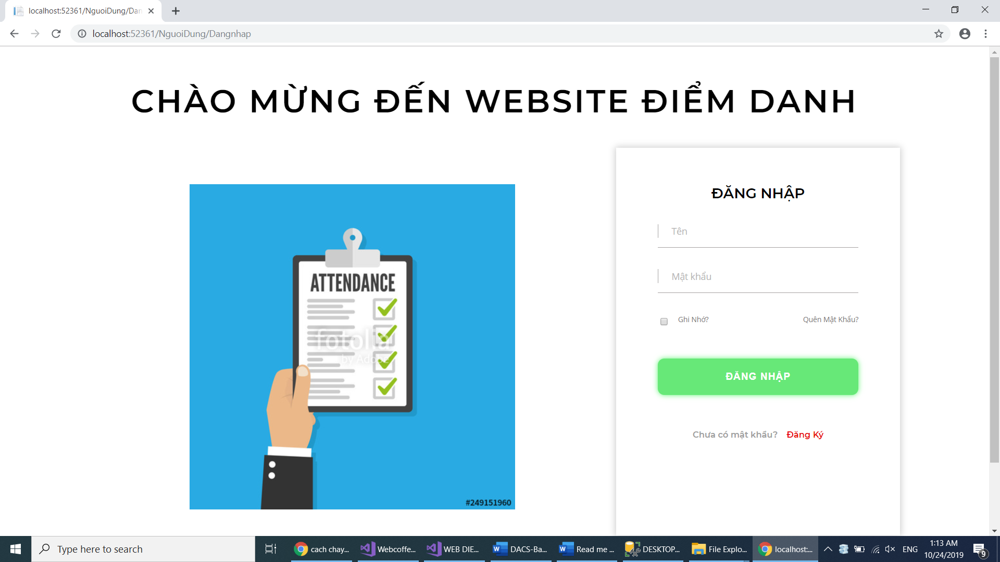 localhost:52361/NguoiDung/Dan
localhost:52361/NguoiDung/Dangnhap
CHÀO MỪNG ĐẾN WEBSITE ĐIỂM DANH
ATTENDANCE
fotolia
by Adobe
#249151960
ĐĂNG NHẬP
Tên
Mật khẩu
Ghi Nhớ?
Quên Mật Khẩu?
ĐĂNG NHẬP
Chưa có mật khẩu? Đăng Ký
Type here to search
cach chay...
Webcoffe...
WEB DIE...
DACS-Ba...
Read me ...
DESKTOP...
File Explo...
localhost:...
ENG
1:13 AM
10/24/2019
9